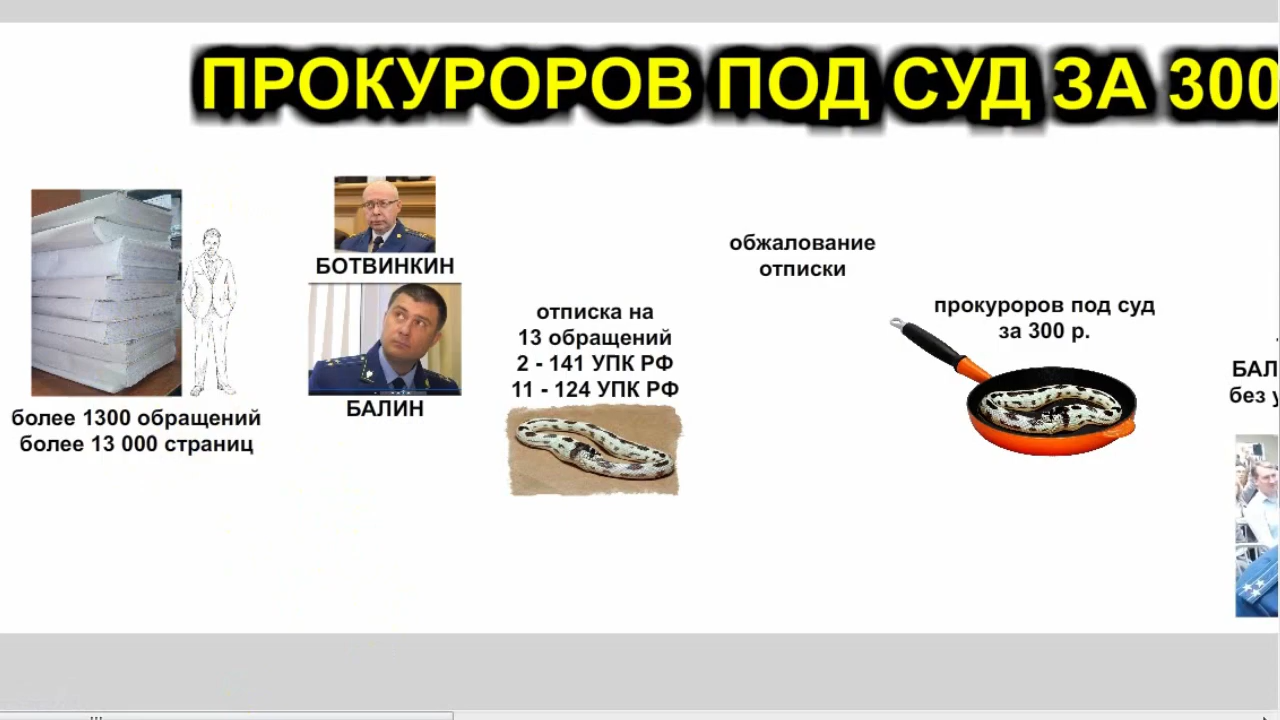 ПРОКУРОРОВ ПОД СУД ЗА 300
БОТВИНКИН
БАЛИН
более 1300 обращений
более 13 000 страниц
отписка на
13 обращений
2 - 141 УПК РФ
11 - 124 УПК РФ
обжалование
отписки
прокуроров под суд
за 300 р.
без